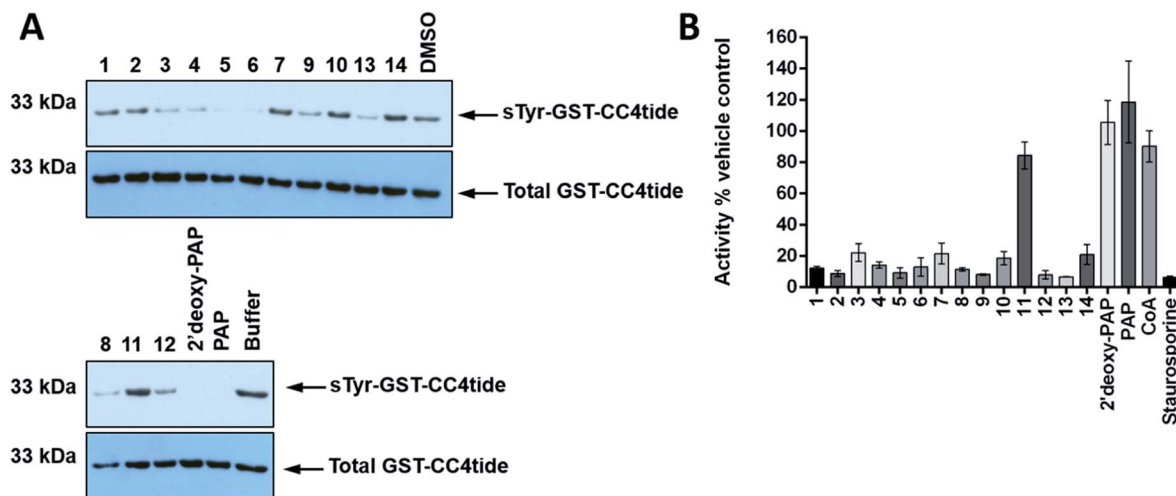 A
1 2 3 4 5 6 7 9 10 13 14 DMSO
33 kDa
sTyr-GST-CC4tide
33 kDa
Total GST-CC4tide
8 11 12 2'deoxy-PAP PAP Buffer
33 kDa
sTyr-GST-CC4tide
33 kDa
Total GST-CC4tide
B
Activity % vehicle control
160
140
120
100
80
60
40
20
0
1 2 3 4 5 6 7 8 9 10 11 12 13 14 2'deoxy-PAP PAP CoA Staurosporine